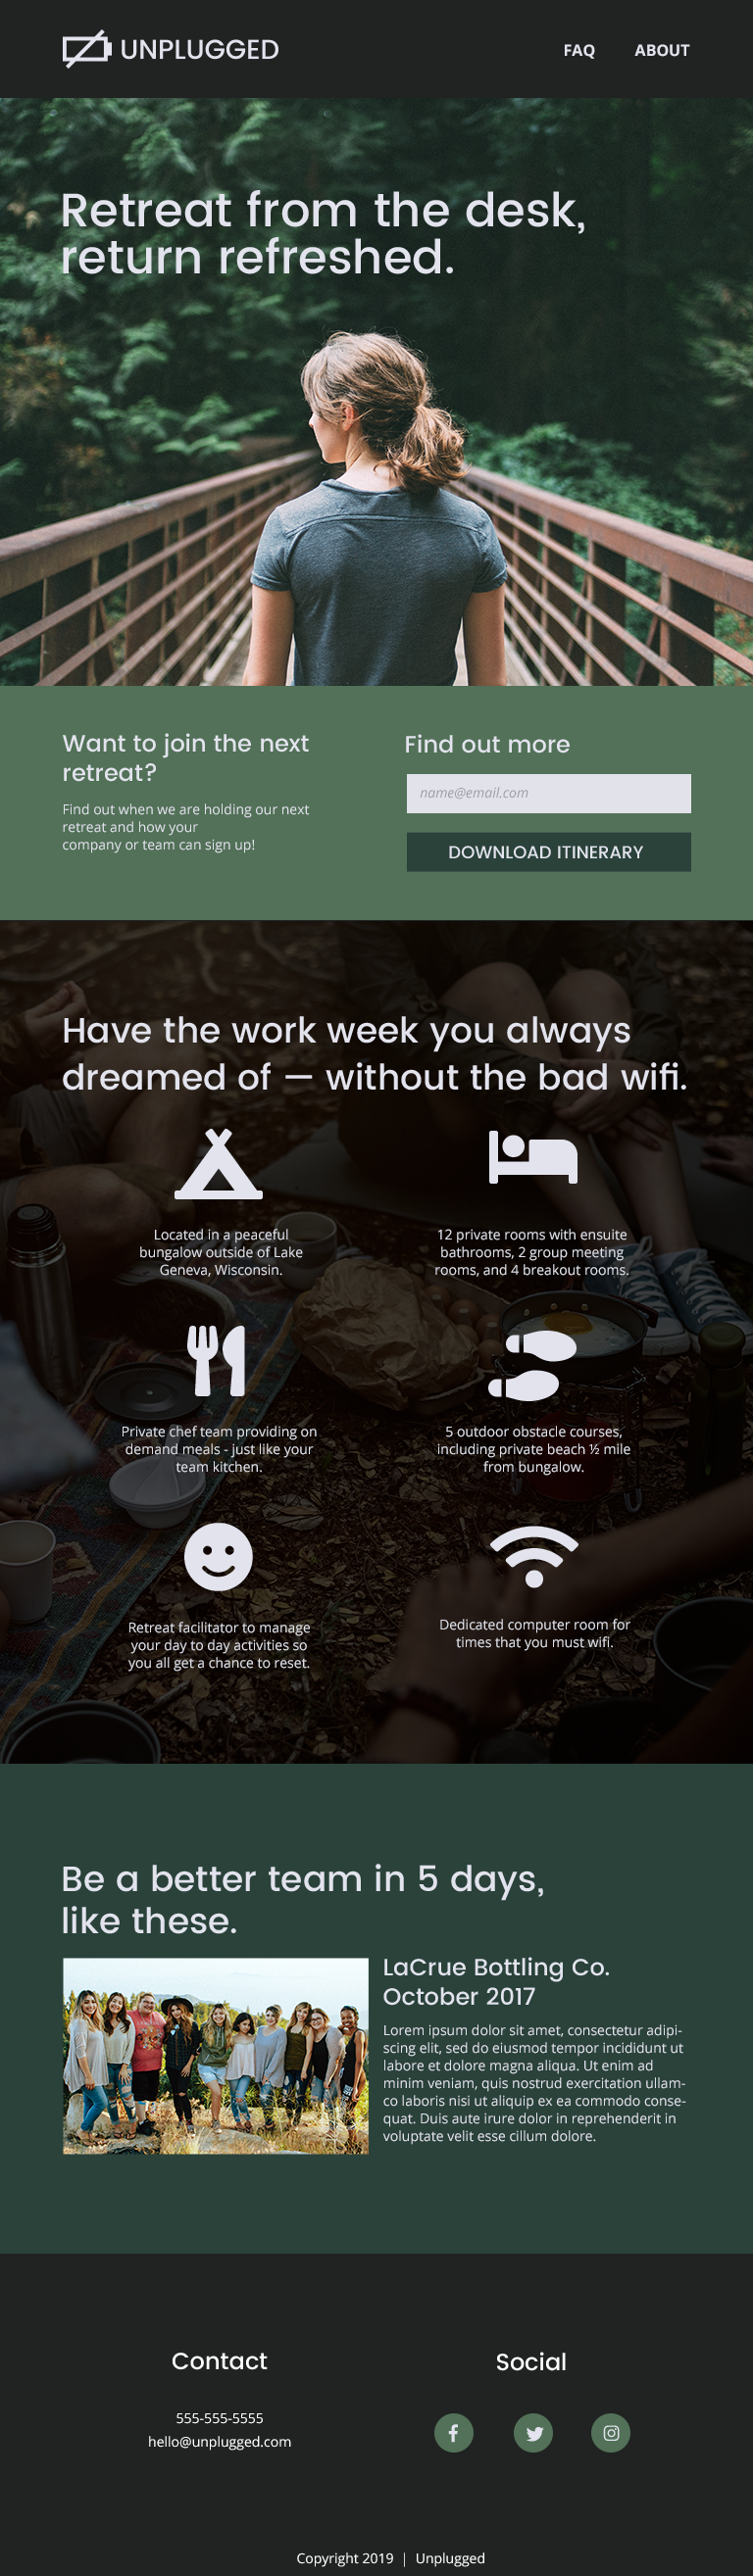 UNPLUGGED
FAQ
ABOUT
Retreat from the desk,
return refreshed.
Want to join the next
retreat?
Find out when we are holding our next
retreat and how your
company or team can sign up!
Find out more
name@email.com
DOWNLOAD ITINERARY
Have the work week you always
dreamed of — without the bad wifi.
Located in a peaceful
bungalow outside of Lake
Geneva, Wisconsin.
12 private rooms with ensuite
bathrooms, 2 group meeting
rooms, and 4 breakout rooms.
Private chef team providing on
demand meals - just like your
team kitchen.
5 outdoor obstacle courses,
including private beach ½ mile
from bungalow.
Retreat facilitator to manage
your day to day activities so
you all get a chance to reset.
Dedicated computer room for
times that you must wifi.
Be a better team in 5 days,
like these.
LaCrue Bottling Co.
October 2017
Lorem ipsum dolor sit amet, consectetur adipi-
scing elit, sed do eiusmod tempor incididunt ut
labore et dolore magna aliqua. Ut enim ad
minim veniam, quis nostrud exercitation ullam-
co laboris nisi ut aliquip ex ea commodo conse-
quat. Duis aute irure dolor in reprehenderit in
voluptate velit esse cillum dolore.
Contact
555-555-5555
hello@unplugged.com
Social
Copyright 2019 | Unplugged